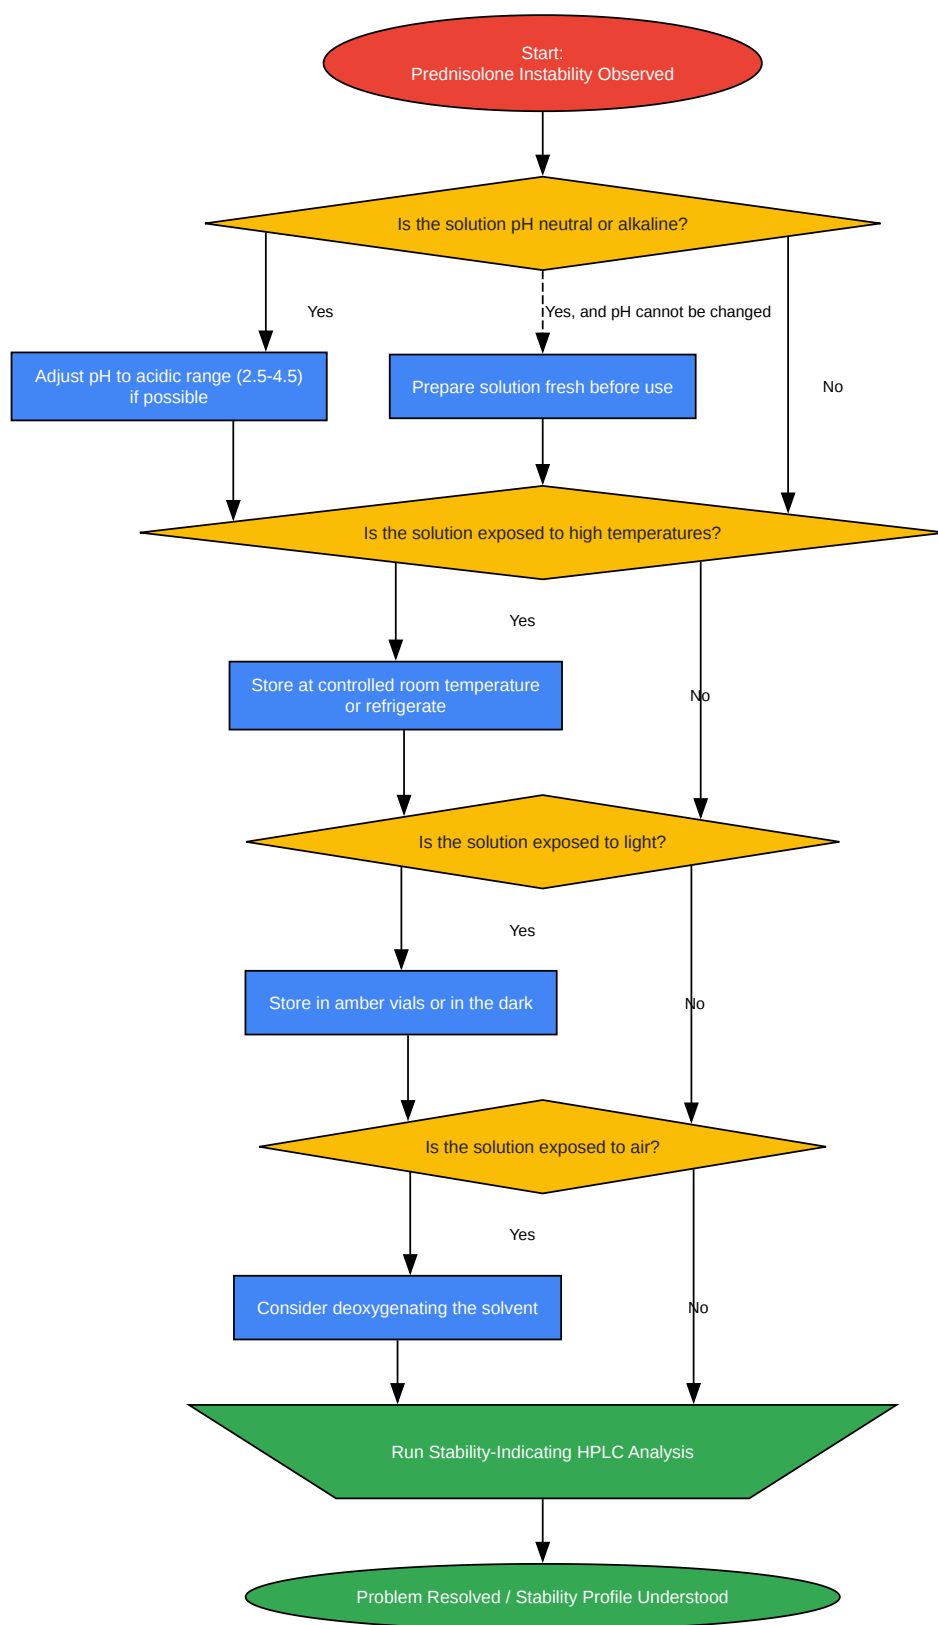 Start:
Prednisolone Instability Observed
Is the solution pH neutral or alkaline?
Yes
Yes, and pH cannot be changed
Adjust pH to acidic range (2.5-4.5)
if possible
Prepare solution fresh before use
No
Is the solution exposed to high temperatures?
Yes
Store at controlled room temperature
or refrigerate
No
Is the solution exposed to light?
Yes
Store in amber vials or in the dark
No
Is the solution exposed to air?
Yes
Consider deoxygenating the solvent
No
Run Stability-Indicating HPLC Analysis
Problem Resolved / Stability Profile Understood